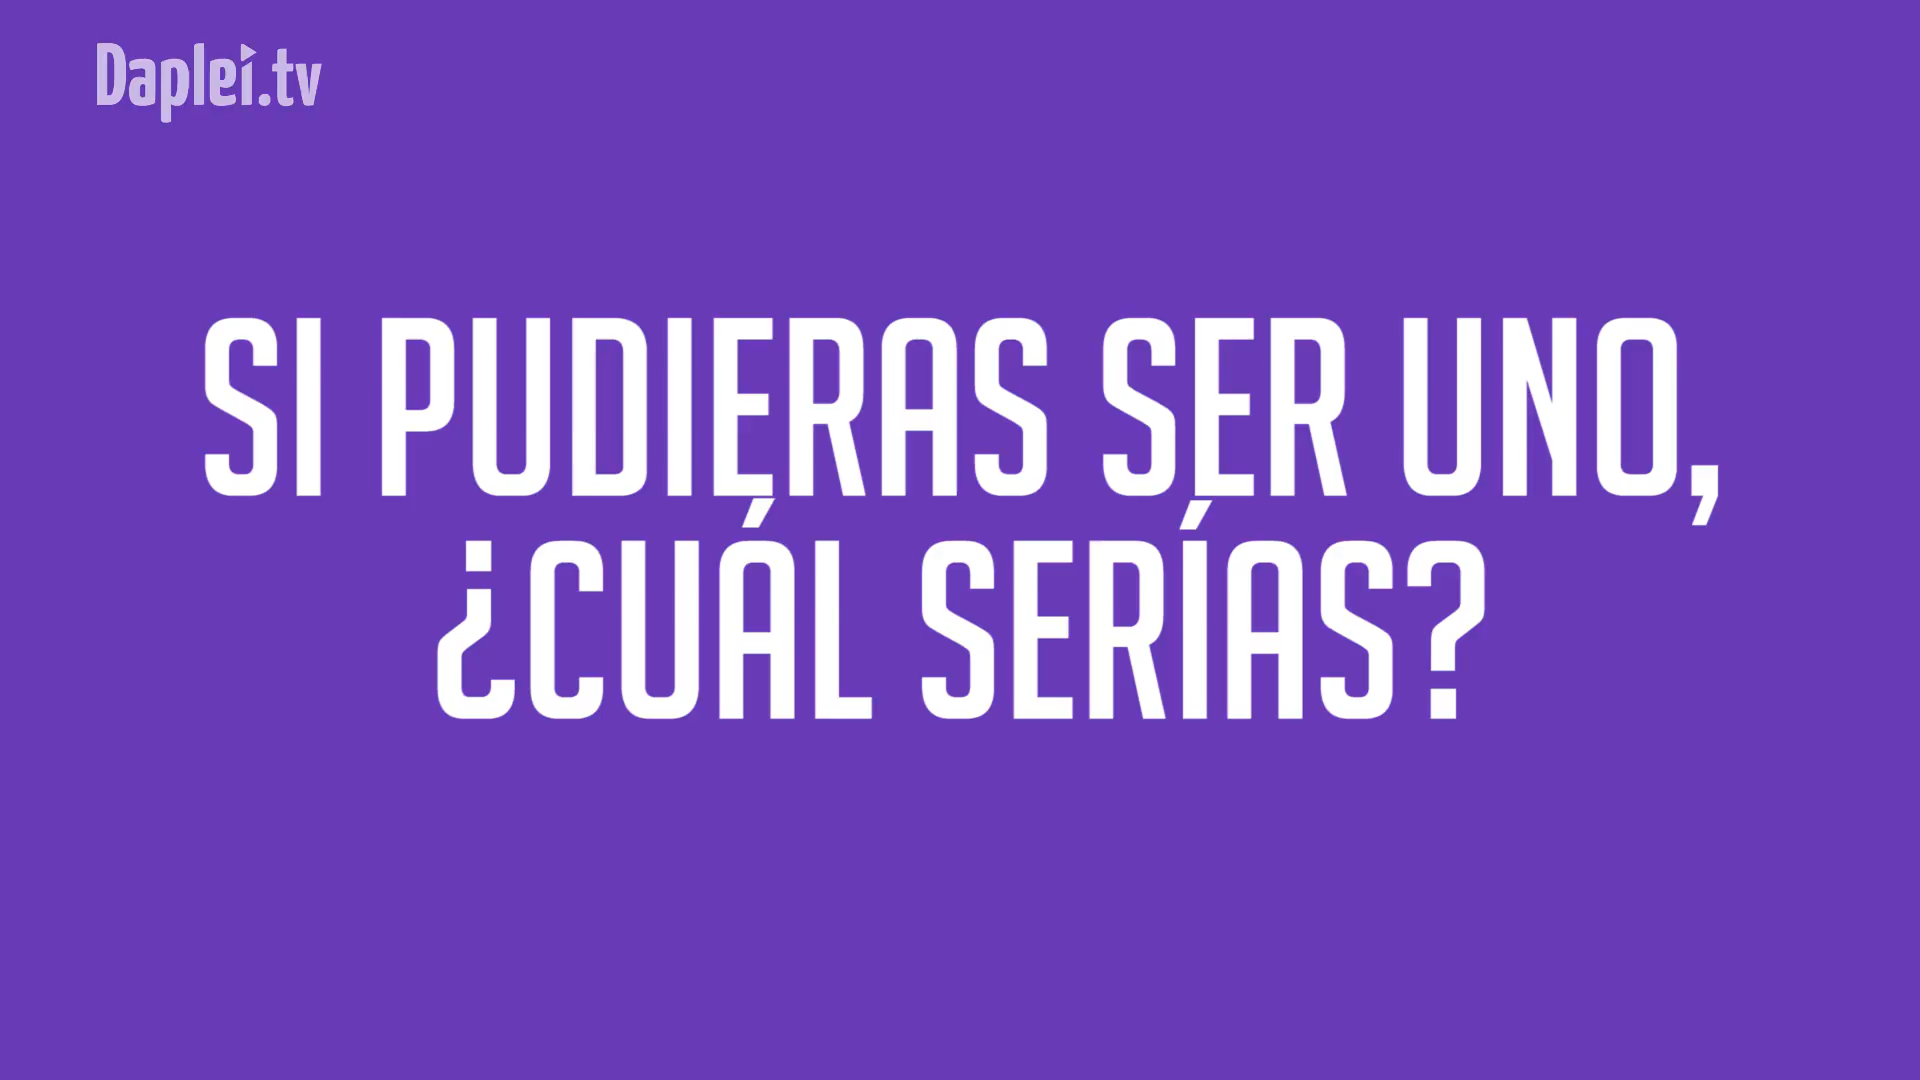 Daplei.tv
SI PUDIERAS SER UNO,
¿CUÁL SERÍAS?